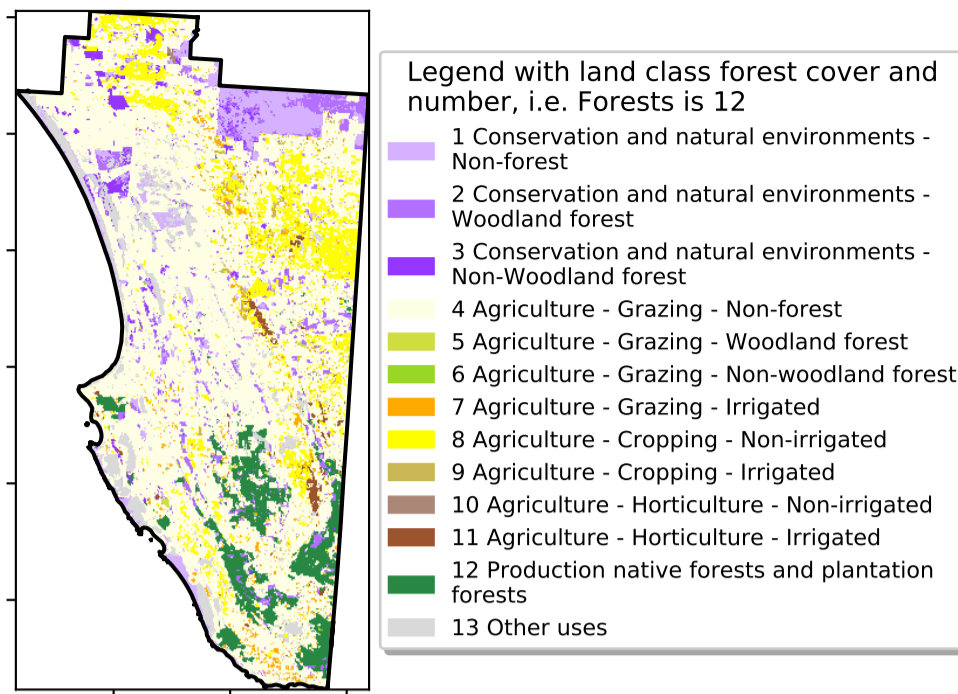 Legend with land class forest cover and
number, i.e. Forests is 12
1 Conservation and natural environments -
Non-forest
2 Conservation and natural environments -
Woodland forest
3 Conservation and natural environments -
Non-Woodland forest
4 Agriculture - Grazing - Non-forest
5 Agriculture - Grazing - Woodland forest
6 Agriculture - Grazing - Non-woodland forest
7 Agriculture - Grazing - Irrigated
8 Agriculture - Cropping - Non-irrigated
9 Agriculture - Cropping - Irrigated
10 Agriculture - Horticulture - Non-irrigated
11 Agriculture - Horticulture - Irrigated
12 Production native forests and plantation
forests
13 Other uses